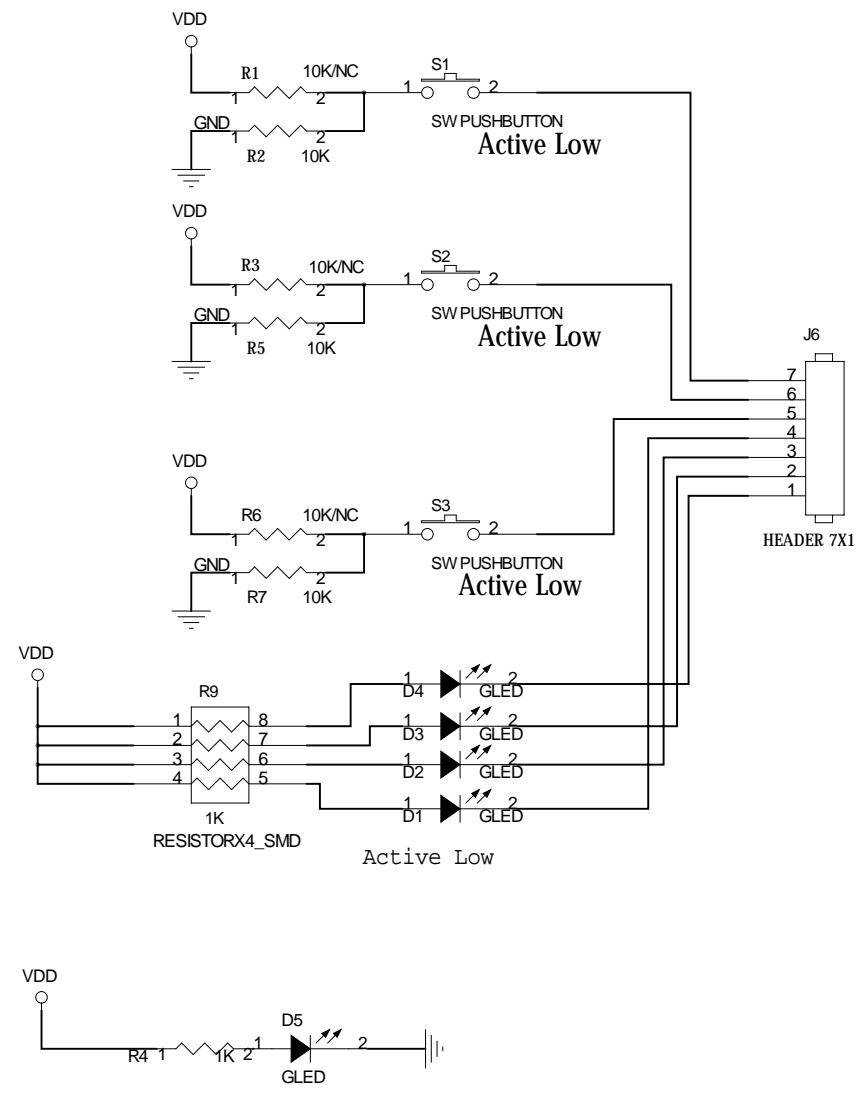 VDD
R1 10K/NC
S1
1 2 1 2
GND
1 2
SW PUSHBUTTON
R2 10K
Active Low
VDD
R3 10K/NC
S2
1 2 1 2
GND
1 2
SW PUSHBUTTON
R5 10K
Active Low
J6
7
6
5
4
3
2
1
HEADER 7X1
VDD
R6 10K/NC
S3
1 2 1 2
GND
1 2
SW PUSHBUTTON
R7 10K
Active Low
VDD
R9
1 8
2 7
3 6
4 5
1K
RESISTORX4_SMD
1 2
D4 GLED
1 2
D3 GLED
1 2
D2 GLED
1 2
D1 GLED
Active Low
VDD
D5
R4 1 1K 2 1 2
GLED